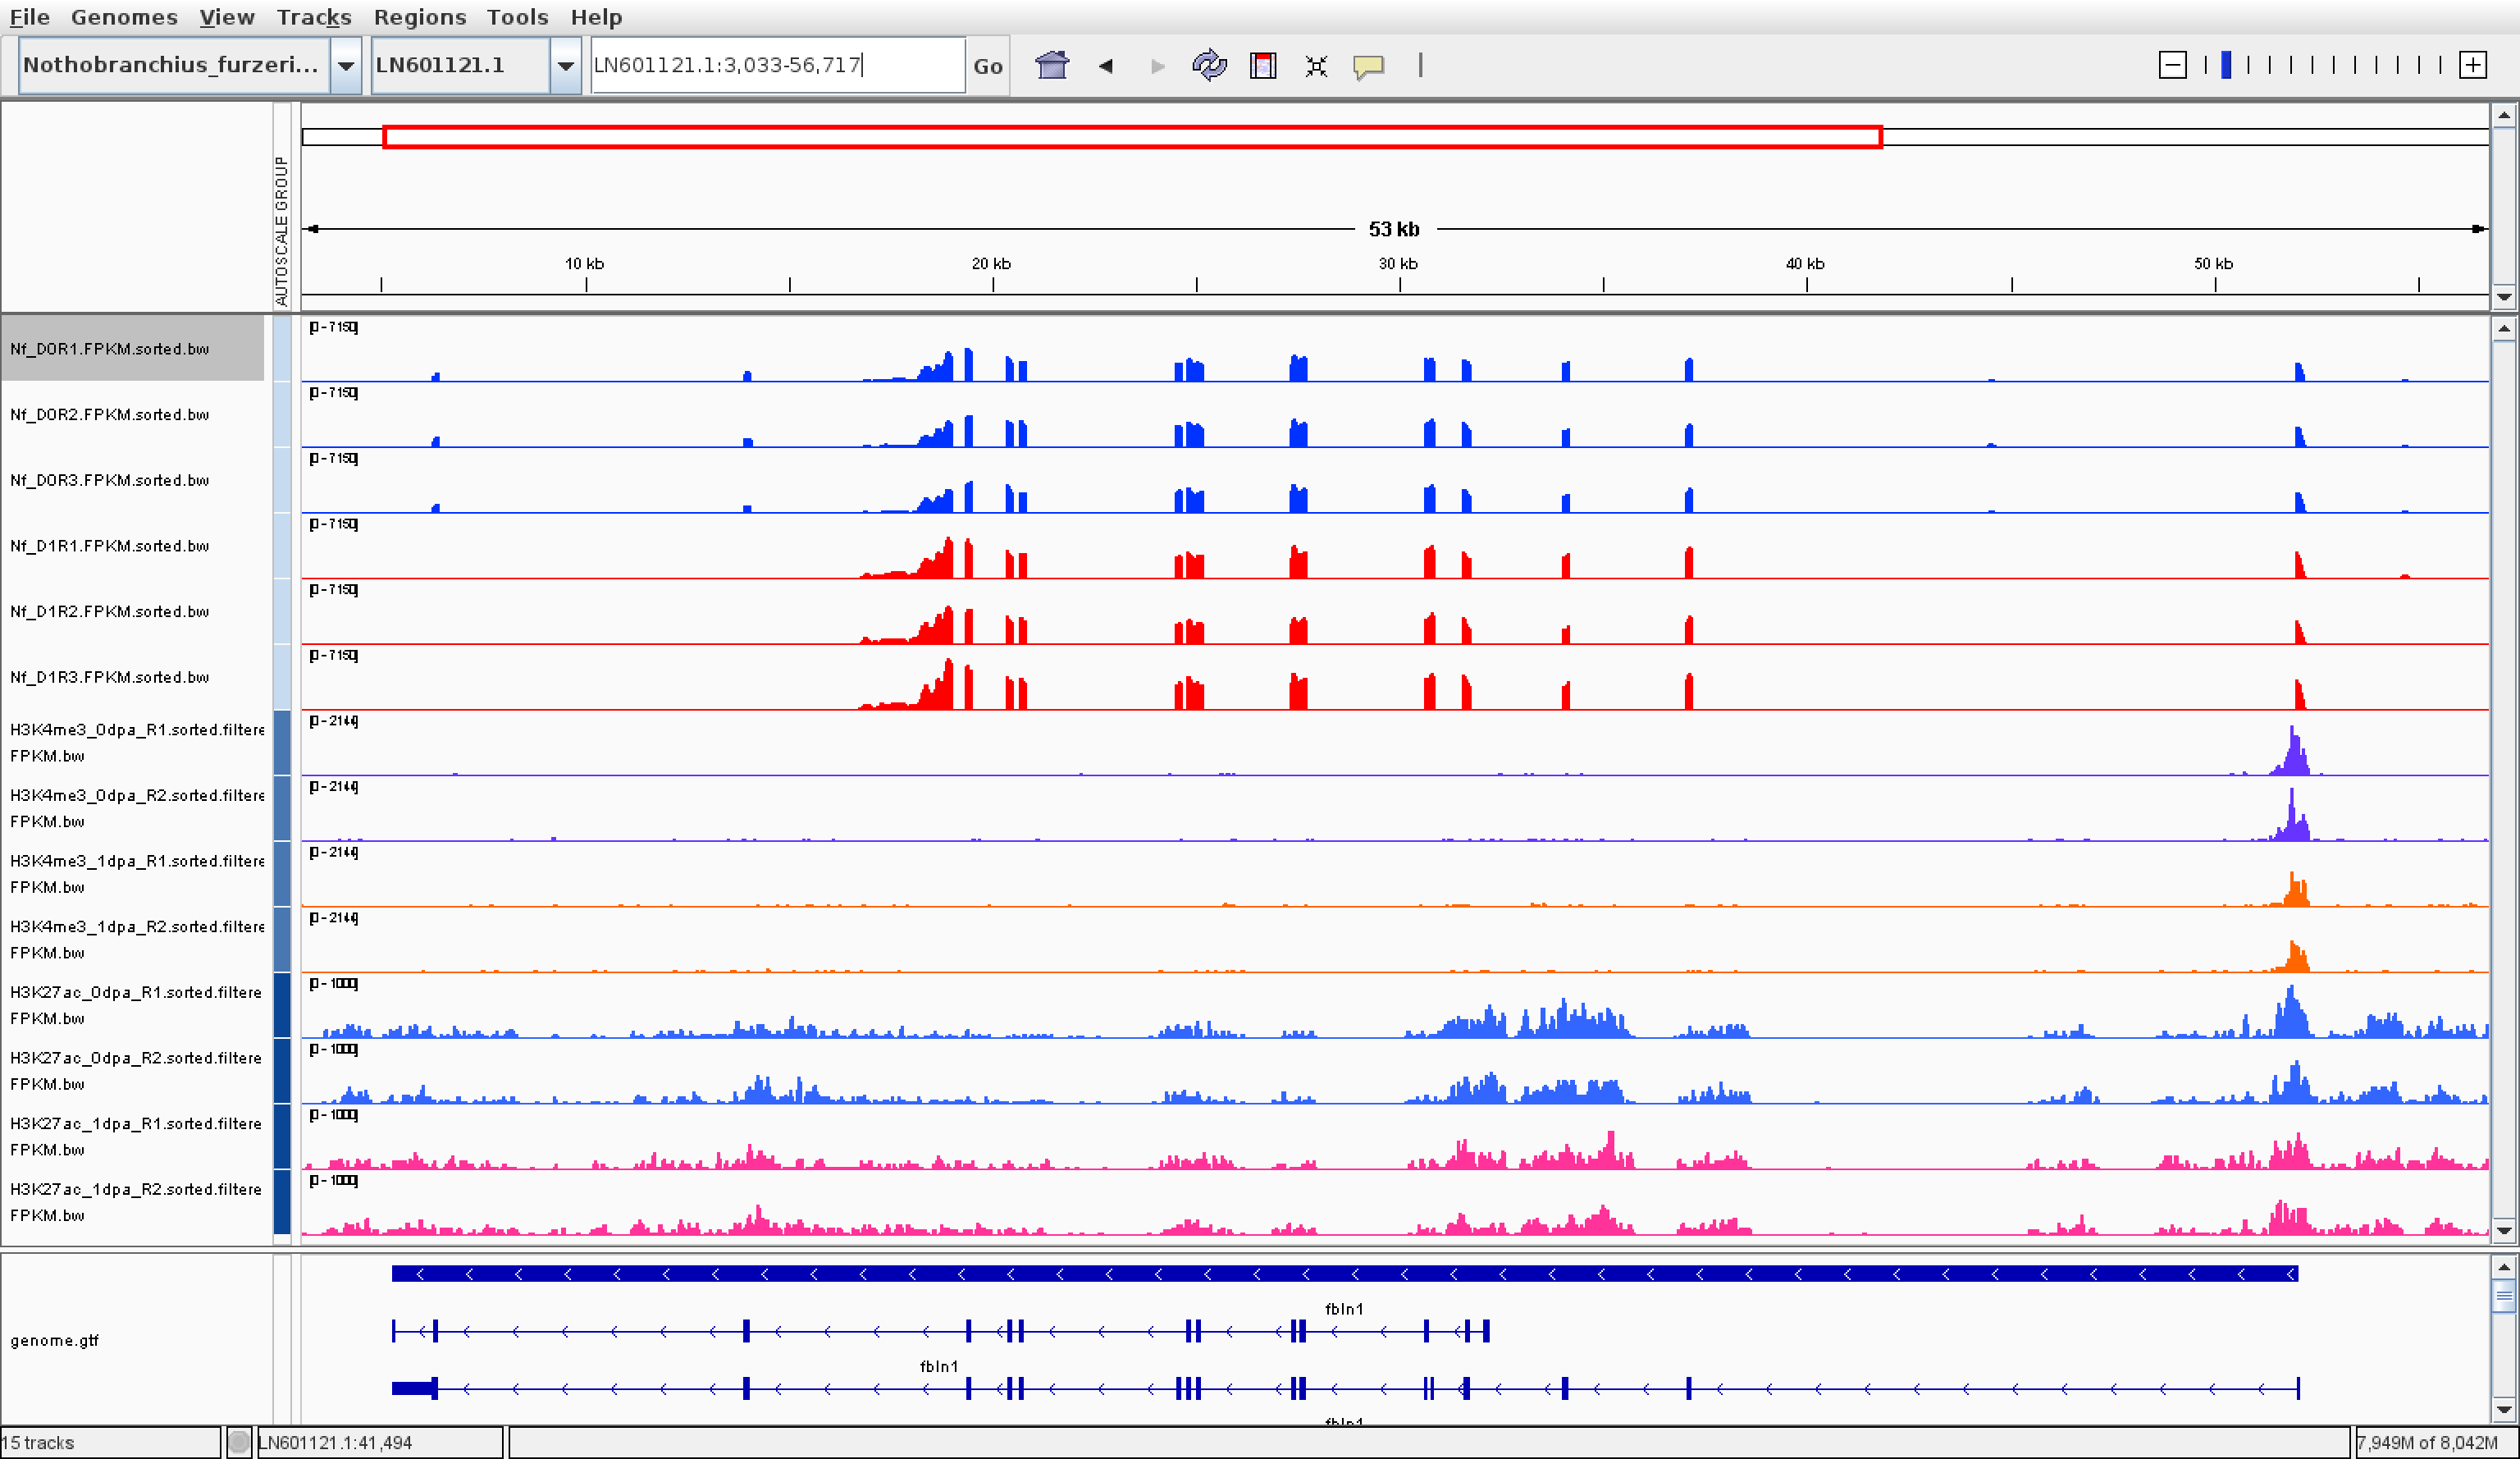 File Genomes View Tracks Regions Tools Help
Nothobranchius_furzeri... LN601121.1 LN601121.1:3,033-56,717 Go
AUTOSCALE GROUP
53 kb
10 kb 20 kb 30 kb 40 kb 50 kb
[0 - 7150]
Nf_D0R1.FPKM.sorted.bw
[0 - 7150]
Nf_D0R2.FPKM.sorted.bw
[0 - 7150]
Nf_D0R3.FPKM.sorted.bw
[0 - 7150]
Nf_D1R1.FPKM.sorted.bw
[0 - 7150]
Nf_D1R2.FPKM.sorted.bw
[0 - 7150]
Nf_D1R3.FPKM.sorted.bw
[0 - 2144]
H3K4me3_0dpa_R1.sorted.filtere
FPKM.bw
[0 - 2144]
H3K4me3_0dpa_R2.sorted.filtere
FPKM.bw
[0 - 2144]
H3K4me3_1dpa_R1.sorted.filtere
FPKM.bw
[0 - 2144]
H3K4me3_1dpa_R2.sorted.filtere
FPKM.bw
[0 - 1000]
H3K27ac_0dpa_R1.sorted.filtere
FPKM.bw
[0 - 1000]
H3K27ac_0dpa_R2.sorted.filtere
FPKM.bw
[0 - 1000]
H3K27ac_1dpa_R1.sorted.filtere
FPKM.bw
[0 - 1000]
H3K27ac_1dpa_R2.sorted.filtere
FPKM.bw
fbln1
genome.gtf
fbln1
fbln1
15 tracks LN601121.1:41,494 7,949M of 8,042M